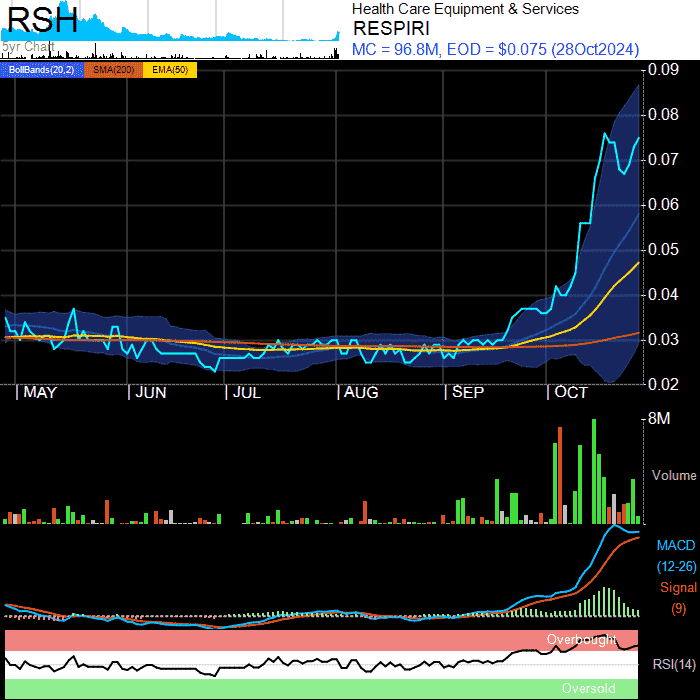 RSH
5yr Chart
Health Care Equipment & Services
RESPIRI
MC = 96.8M, EOD = $0.075 (28Oct2024)
BollBands(20,2) SMA(200) EMA(50)
0.09
0.08
0.07
0.06
0.05
0.04
0.03
0.02
MAY JUN JUL AUG SEP OCT
8M
Volume
MACD
(12-26)
Signal
(9)
Overbought
RSI(14)
Oversold